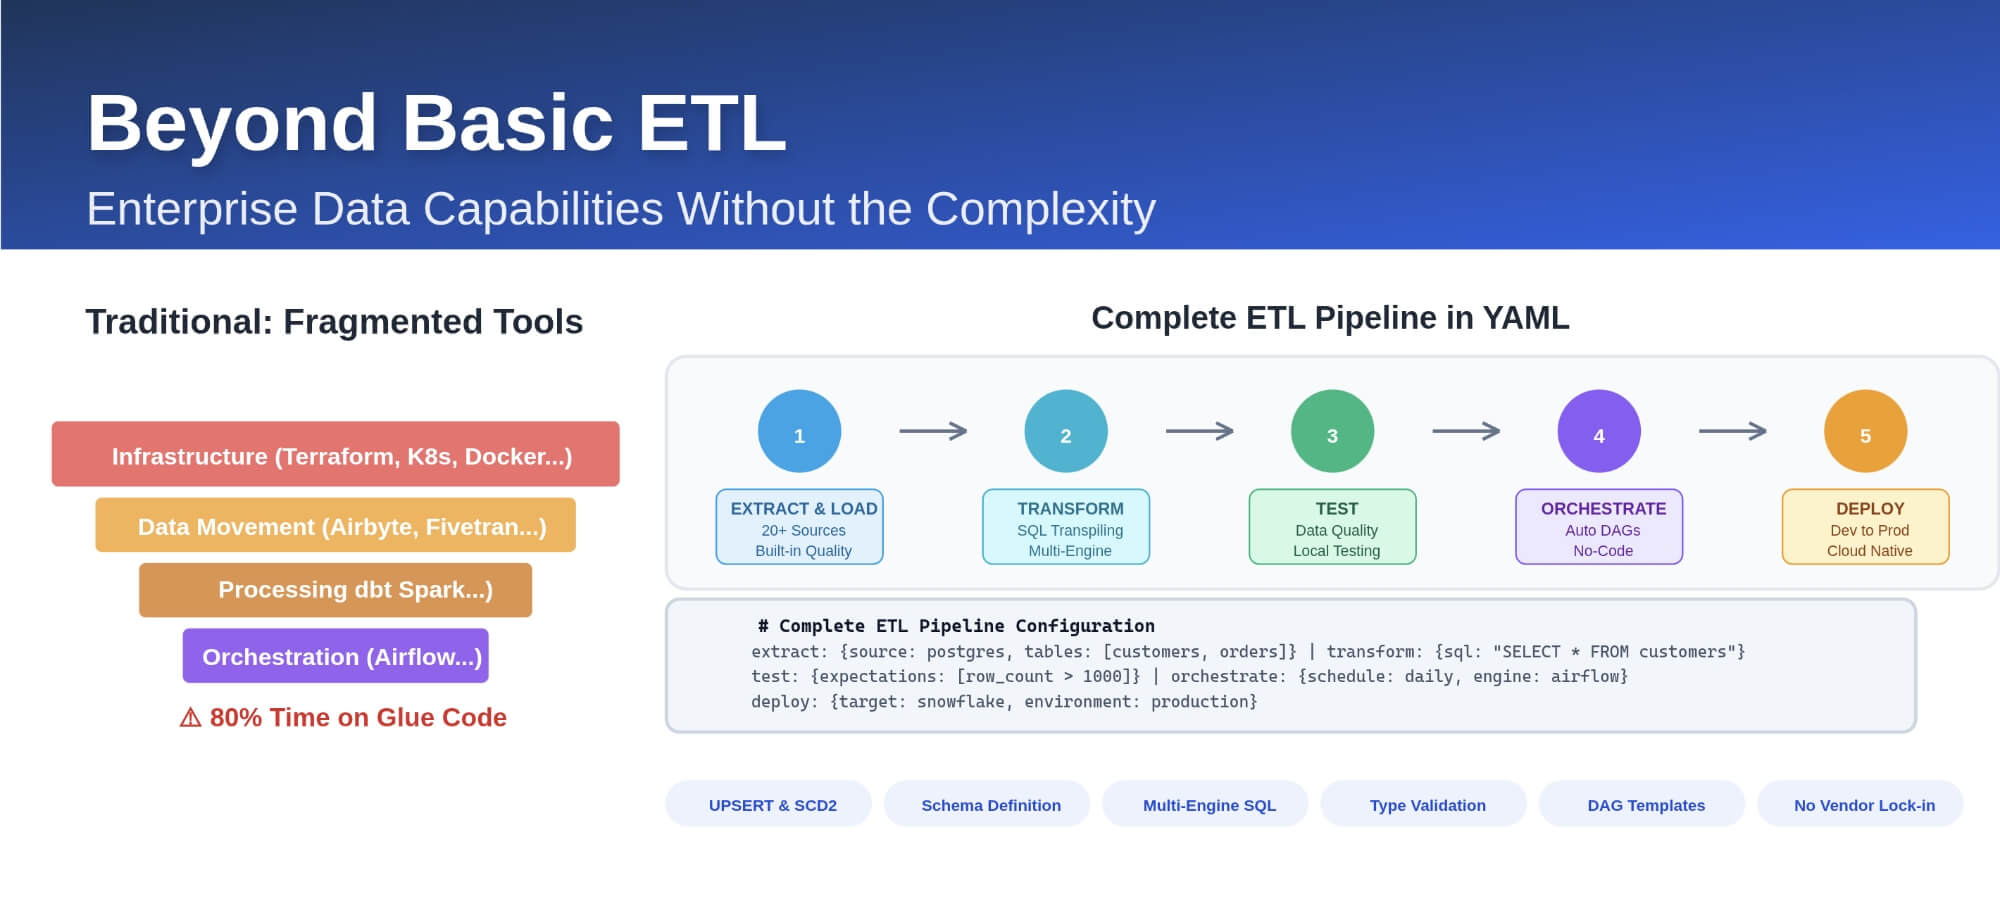 Beyond Basic ETL
Enterprise Data Capabilities Without the Complexity
Traditional: Fragmented Tools
Infrastructure (Terraform, K8s, Docker...)
Data Movement (Airbyte, Fivetran...)
Processing dbt Spark...)
Orchestration (Airflow...)
⚠ 80% Time on Glue Code
Complete ETL Pipeline in YAML
1
2
3
4
5
EXTRACT & LOAD
20+ Sources
Built-in Quality
TRANSFORM
SQL Transpiling
Multi-Engine
TEST
Data Quality
Local Testing
ORCHESTRATE
Auto DAGs
No-Code
DEPLOY
Dev to Prod
Cloud Native
# Complete ETL Pipeline Configuration
extract: {source: postgres, tables: [customers, orders]} | transform: {sql: "SELECT * FROM customers"}
test: {expectations: [row_count > 1000]} | orchestrate: {schedule: daily, engine: airflow}
deploy: {target: snowflake, environment: production}
UPSERT & SCD2
Schema Definition
Multi-Engine SQL
Type Validation
DAG Templates
No Vendor Lock-in